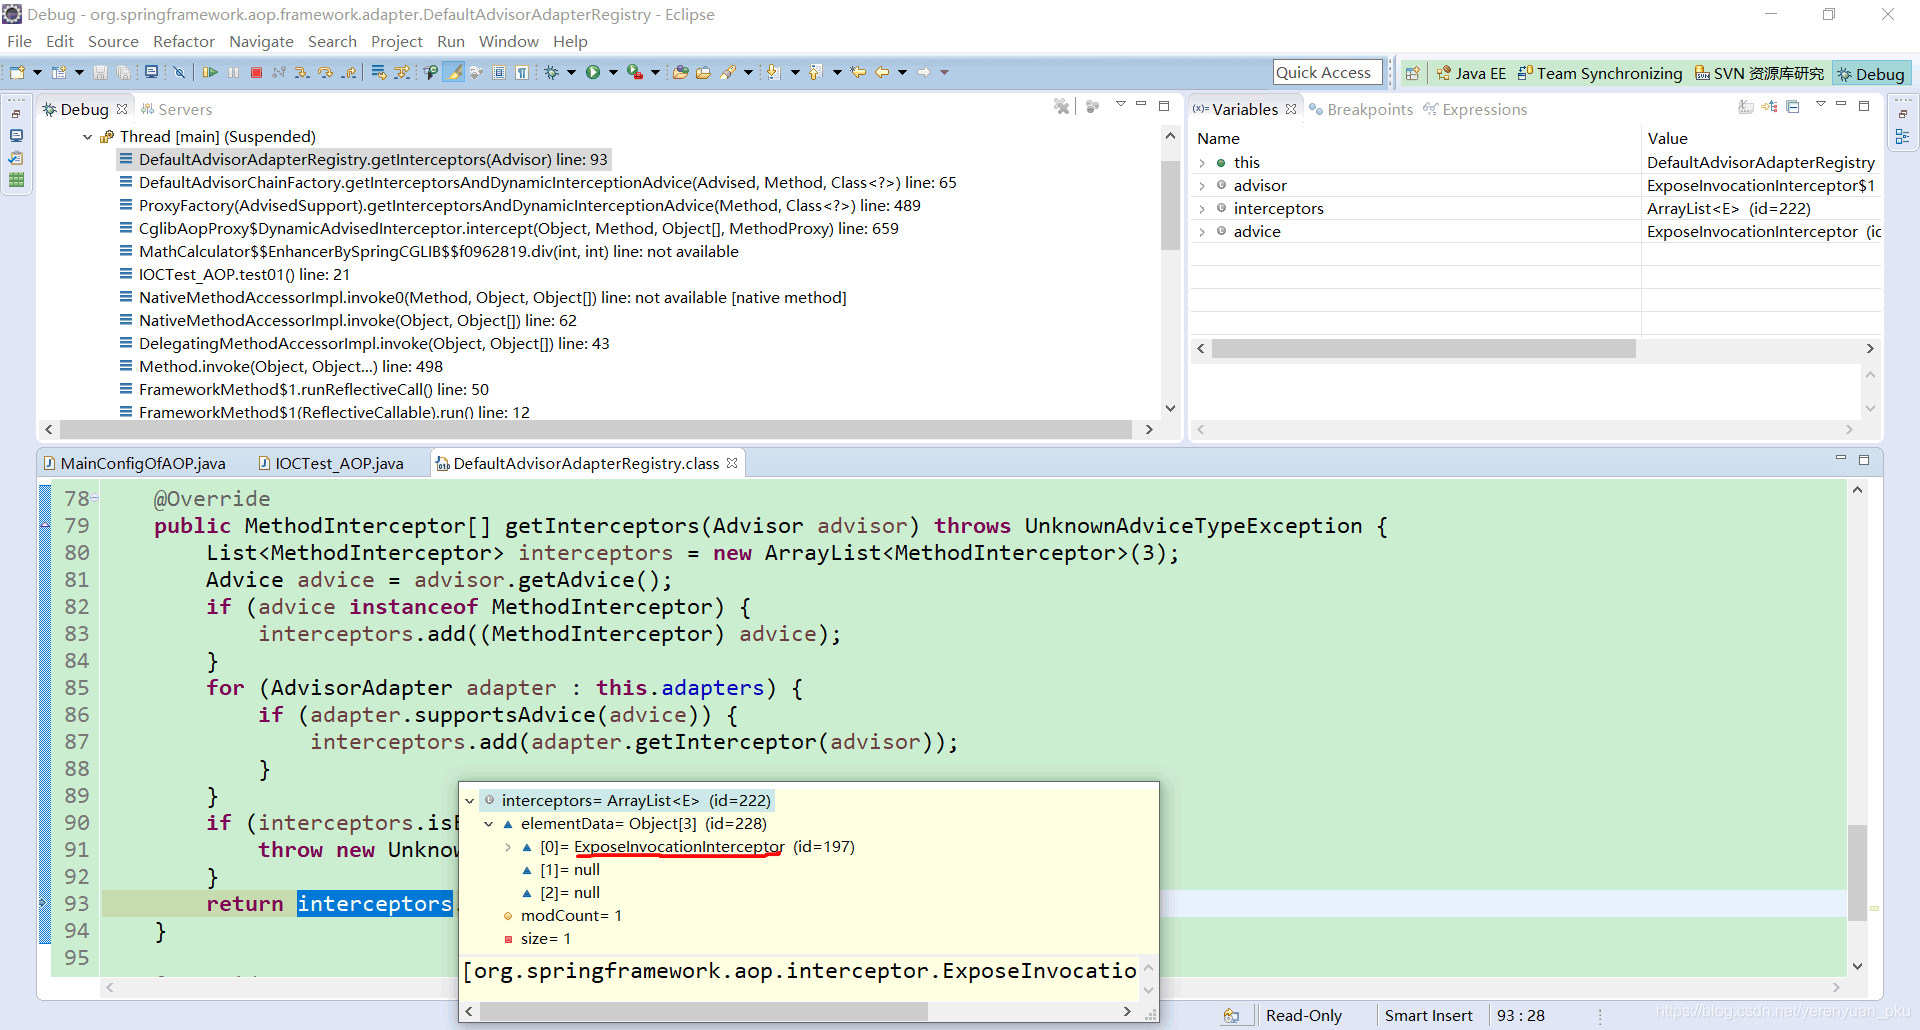 Debug - org.springframework.aop.framework.adapter.DefaultAdvisorAdapterRegistry - Eclipse
File Edit Source Refactor Navigate Search Project Run Window Help
Quick Access
Java EE Team Synchronizing SVN 资源库研究 Debug
Debug Servers
Thread [main] (Suspended)
DefaultAdvisorAdapterRegistry.getInterceptors(Advisor) line: 93
DefaultAdvisorChainFactory.getInterceptorsAndDynamicInterceptionAdvice(Advised, Method, Class<?>) line: 65
ProxyFactory(AdvisedSupport).getInterceptorsAndDynamicInterceptionAdvice(Method, Class<?>) line: 489
CglibAopProxy$DynamicAdvisedInterceptor.intercept(Object, Method, Object[], MethodProxy) line: 659
MathCalculator$$EnhancerBySpringCGLIB$$f0962819.div(int, int) line: not available
IOCTest_AOP.test01() line: 21
NativeMethodAccessorImpl.invoke0(Method, Object, Object[]) line: not available [native method]
NativeMethodAccessorImpl.invoke(Object, Object[]) line: 62
DelegatingMethodAccessorImpl.invoke(Object, Object[]) line: 43
Method.invoke(Object, Object...) line: 498
FrameworkMethod$1.runReflectiveCall() line: 50
FrameworkMethod$1(ReflectiveCallable).run() line: 12
(x)= Variables Breakpoints Expressions
Name Value
this DefaultAdvisorAdapterRegistry
advisor ExposeInvocationInterceptor$1
interceptors ArrayList<E> (id=222)
advice ExposeInvocationInterceptor (id
MainConfigOfAOP.java IOCTest_AOP.java DefaultAdvisorAdapterRegistry.class
78 @Override
79 public MethodInterceptor[] getInterceptors(Advisor advisor) throws UnknownAdviceTypeException {
80 List<MethodInterceptor> interceptors = new ArrayList<MethodInterceptor>(3);
81 Advice advice = advisor.getAdvice();
82 if (advice instanceof MethodInterceptor) {
83 interceptors.add((MethodInterceptor) advice);
84 }
85 for (AdvisorAdapter adapter : this.adapters) {
86 if (adapter.supportsAdvice(advice)) {
87 interceptors.add(adapter.getInterceptor(advisor));
88 }
89 }
90 if (interceptors.isE
91 throw new Unknow
92 }
93 return interceptors.
94 }
95
interceptors= ArrayList<E> (id=222)
elementData= Object[3] (id=228)
[0]= ExposeInvocationInterceptor (id=197)
[1]= null
[2]= null
modCount= 1
size= 1
[org.springframework.aop.interceptor.ExposeInvocatio
Read-Only Smart Insert 93 : 28
https://blog.csdn.net/yerenyuan_pku